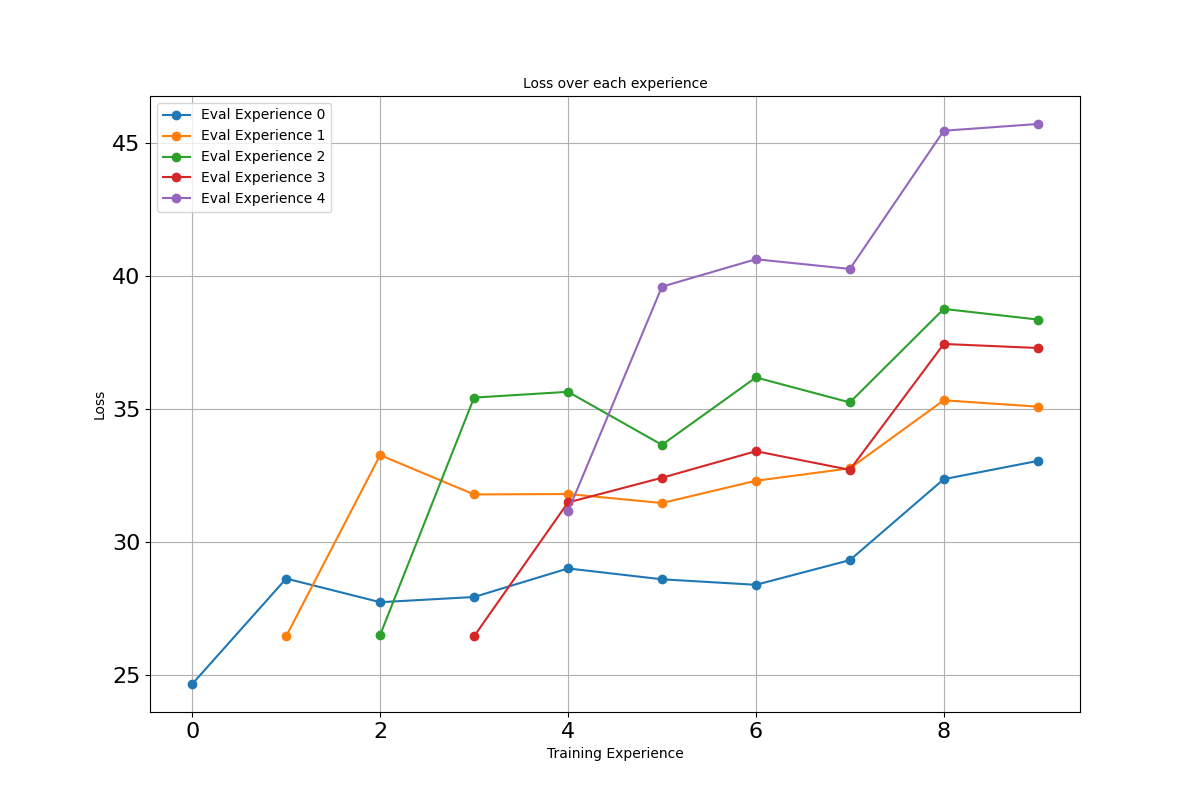 Loss over each experience
Eval Experience 0
Eval Experience 1
Eval Experience 2
Eval Experience 3
Eval Experience 4
45
40
35
30
25
Loss
0 2 4 6 8
Training Experience